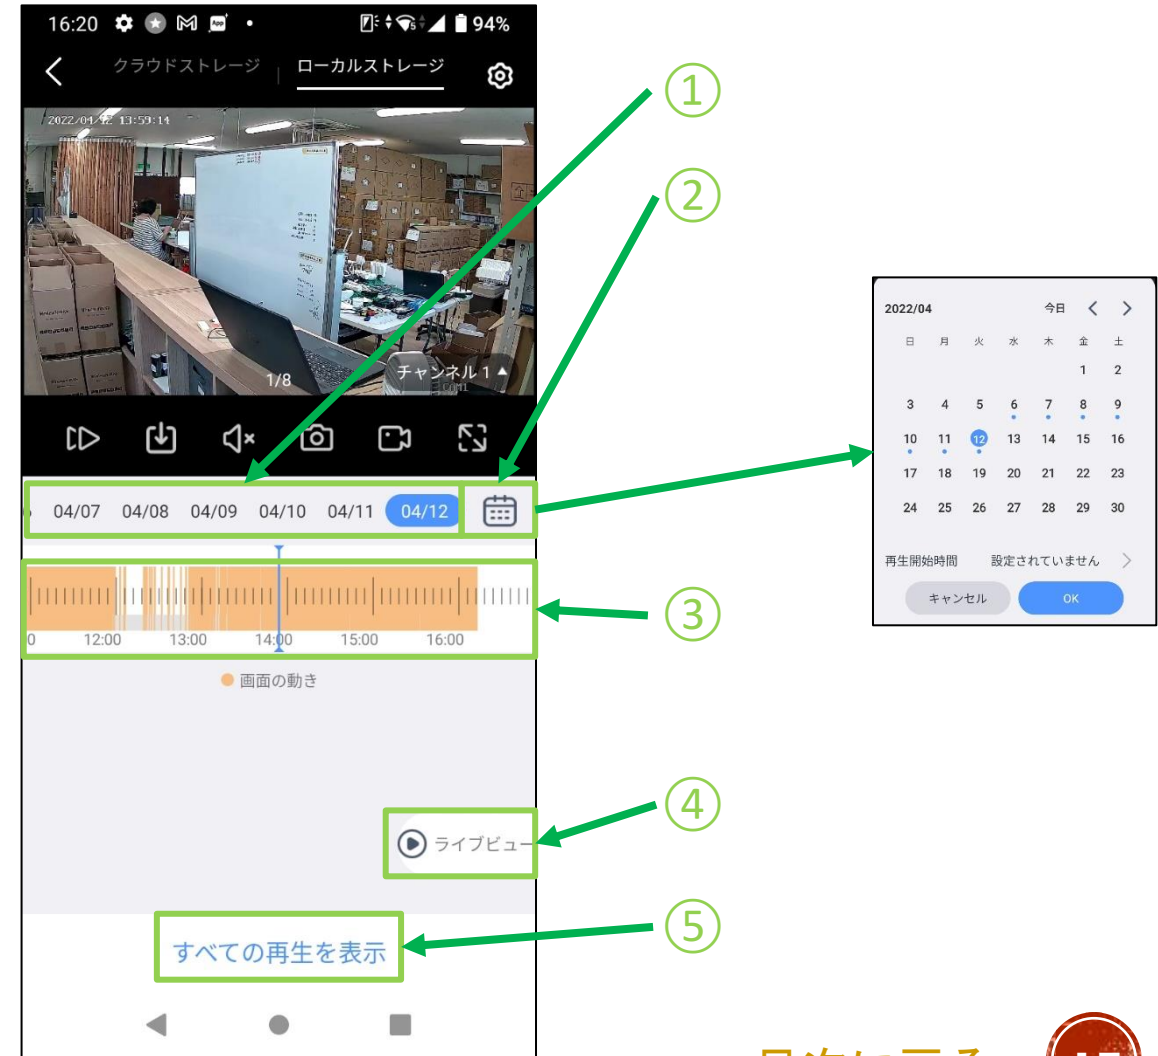 16:20
94%
クラウドストレージ
ローカルストレージ
2022/04/12 13:59:14
1/8
チャンネル 1
04/07 04/08 04/09 04/10 04/11 04/12
12:00 13:00 14:00 15:00 16:00
画面の動き
ライブビュー
すべての再生を表示
①
②
③
④
⑤
2022/04 今日
日 月 火 水 木 金 土
1 2
3 4 5 6 7 8 9
10 11 12 13 14 15 16
17 18 19 20 21 22 23
24 25 26 27 28 29 30
再生開始時間 設定されていません
キャンセル OK